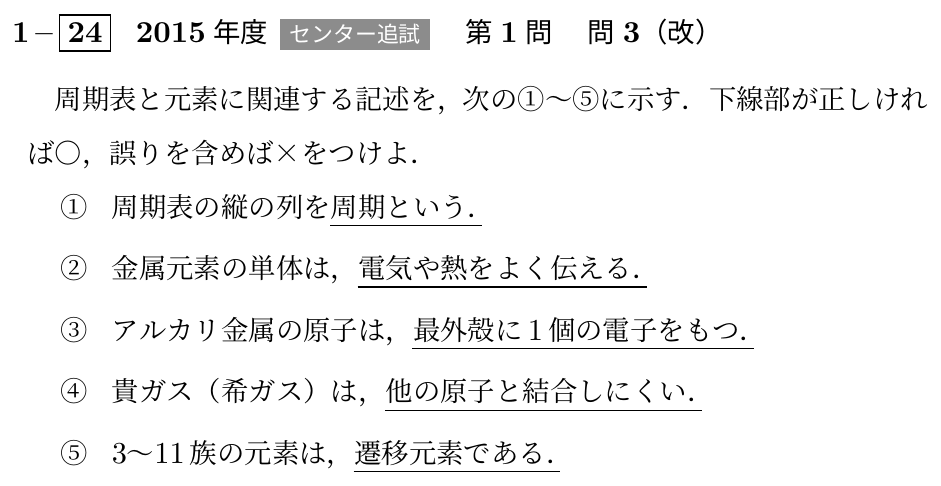 1－24 2015 年度 センター追試 第 1 問 問 3（改）
周期表と元素に関連する記述を，次の①～⑤に示す．下線部が正しけれ
ば○，誤りを含めば×をつけよ．
① 周期表の縦の列を周期という．
② 金属元素の単体は，電気や熱をよく伝える．
③ アルカリ金属の原子は，最外殻に 1 個の電子をもつ．
④ 貴ガス（希ガス）は，他の原子と結合しにくい．
⑤ 3～11 族の元素は，遷移元素である．